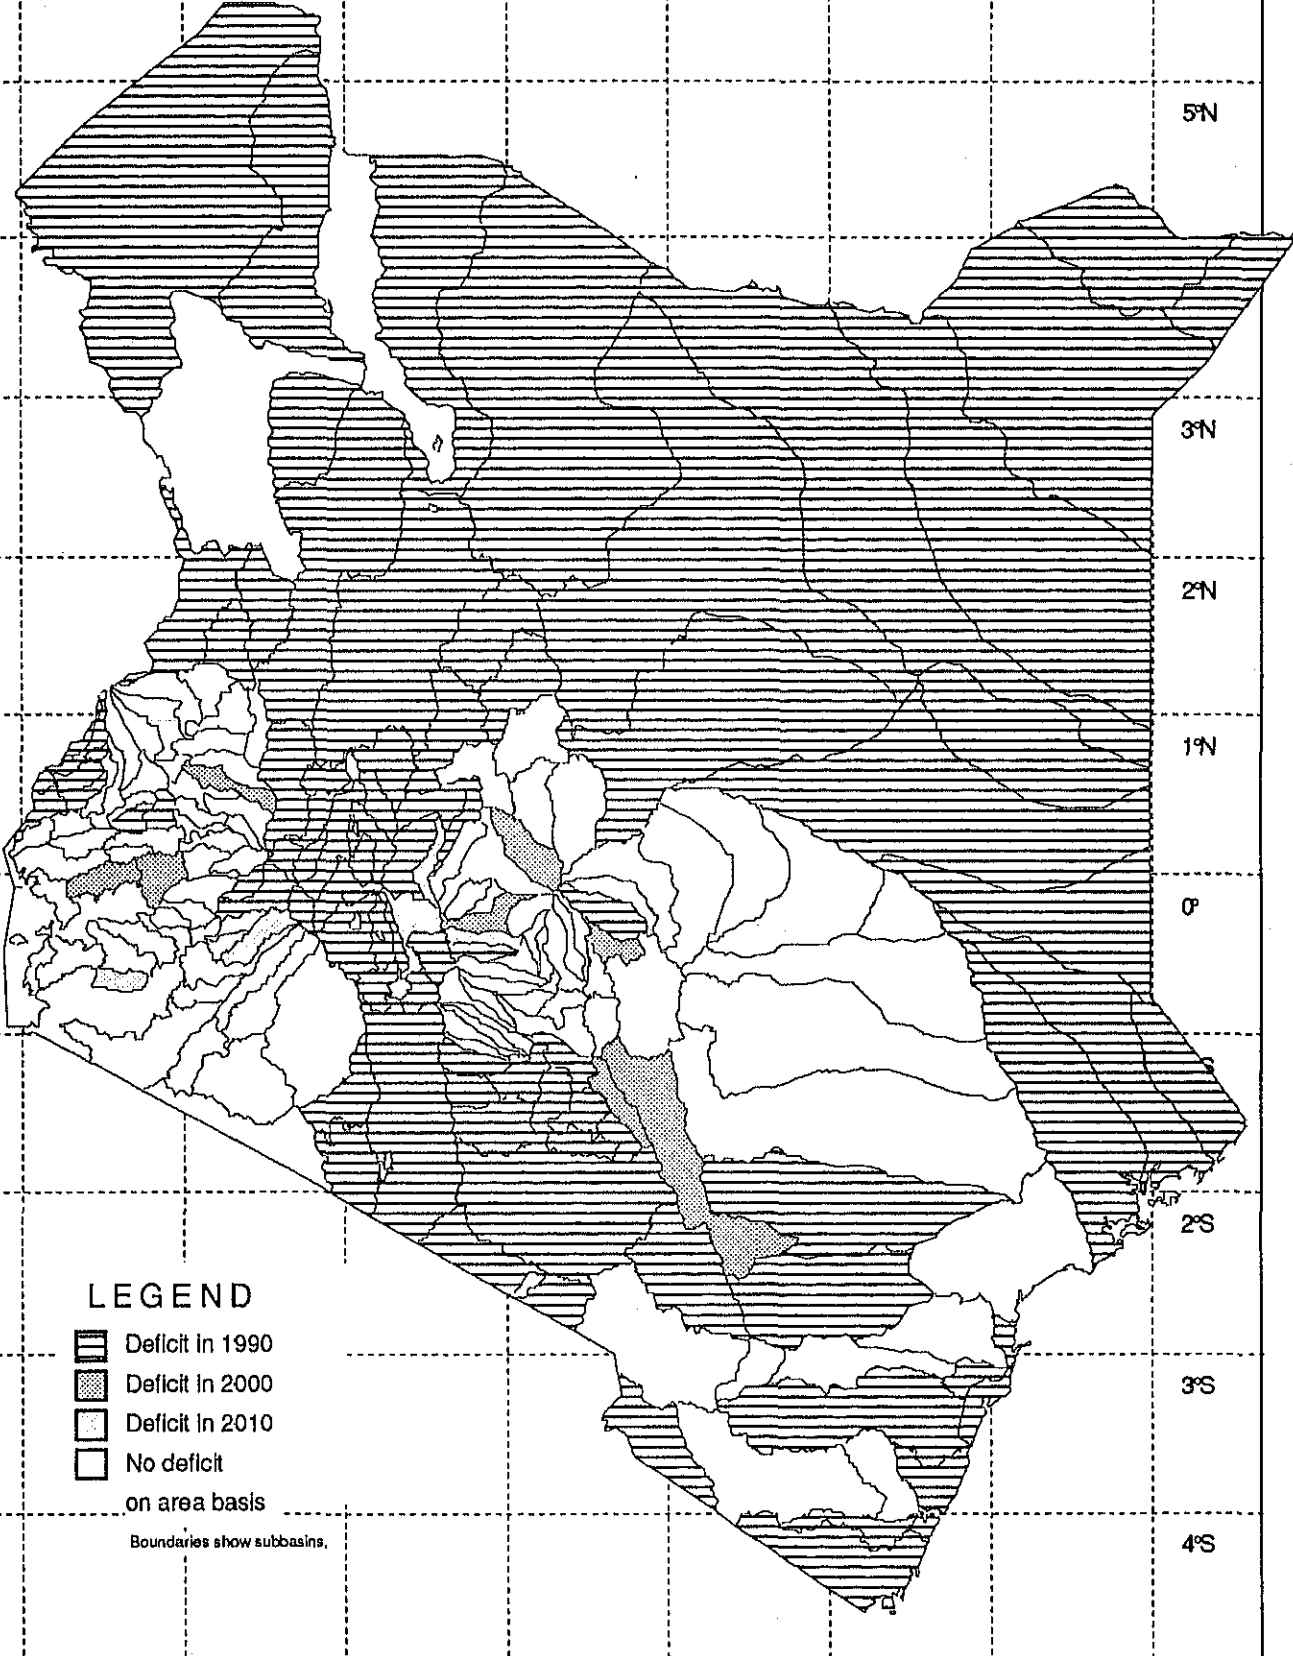 5°N
3°N
2°N
1°N
0°
S
2°S
LEGEND
Deficit in 1990
Deficit in 2000
3°S
Deficit in 2010
No deficit
on area basis
Boundaries show subbasins,
4°S